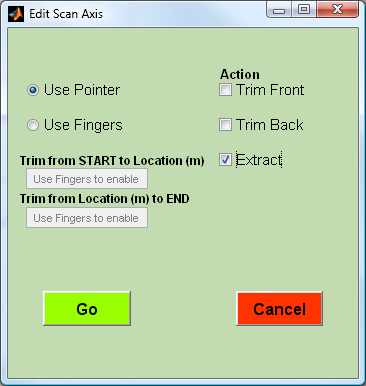 Edit Scan Axis
Action
Use Pointer
Trim Front
Use Fingers
Trim Back
Trim from START to Location (m)
Extract
Use Fingers to enable
Trim from Location (m) to END
Use Fingers to enable
Go
Cancel